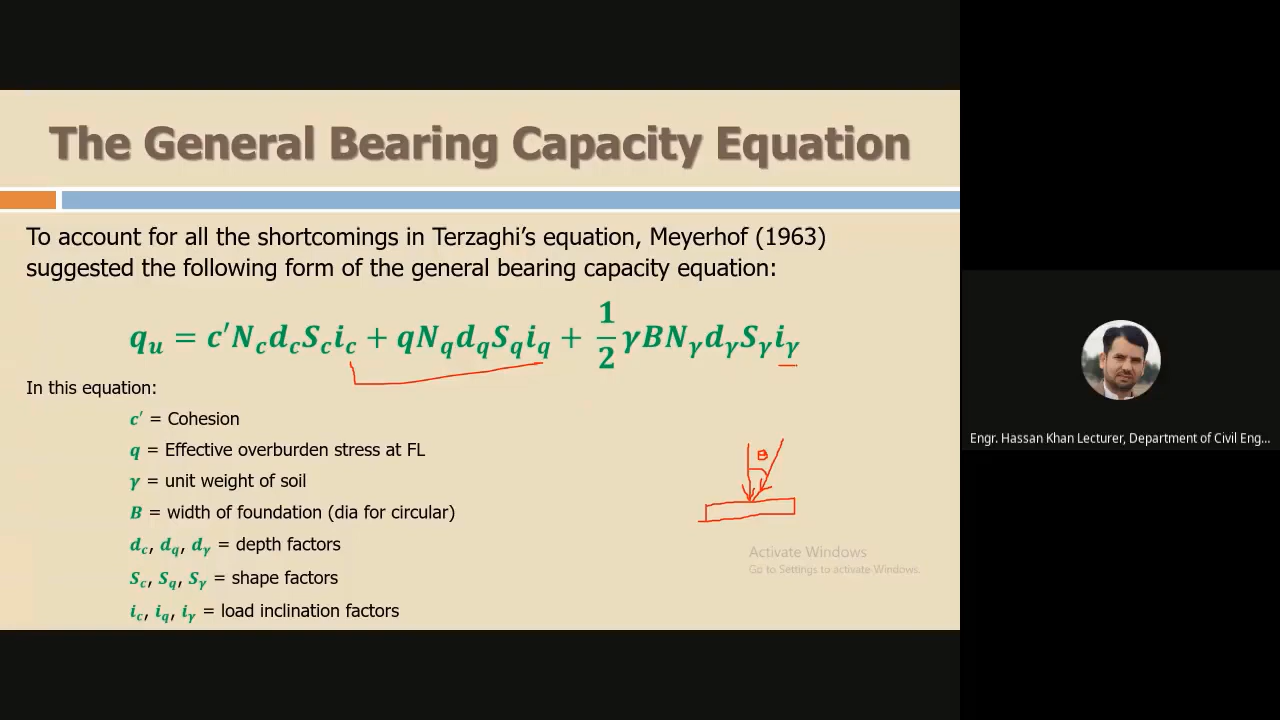 The General Bearing Capacity Equation
To account for all the shortcomings in Terzaghi’s equation, Meyerhof (1963)
suggested the following form of the general bearing capacity equation:
qᵤ = c′N_c d_c S_c i_c + qN_q d_q S_q i_q + 1/2 γBN_γ d_γ S_γ i_γ
In this equation:
c′ = Cohesion
q = Effective overburden stress at FL
γ = unit weight of soil
B = width of foundation (dia for circular)
d_c, d_q, d_γ = depth factors
S_c, S_q, S_γ = shape factors
i_c, i_q, i_γ = load inclination factors
Activate Windows
Go to Settings to activate Windows.
Engr. Hassan Khan Lecturer, Department of Civil Eng...